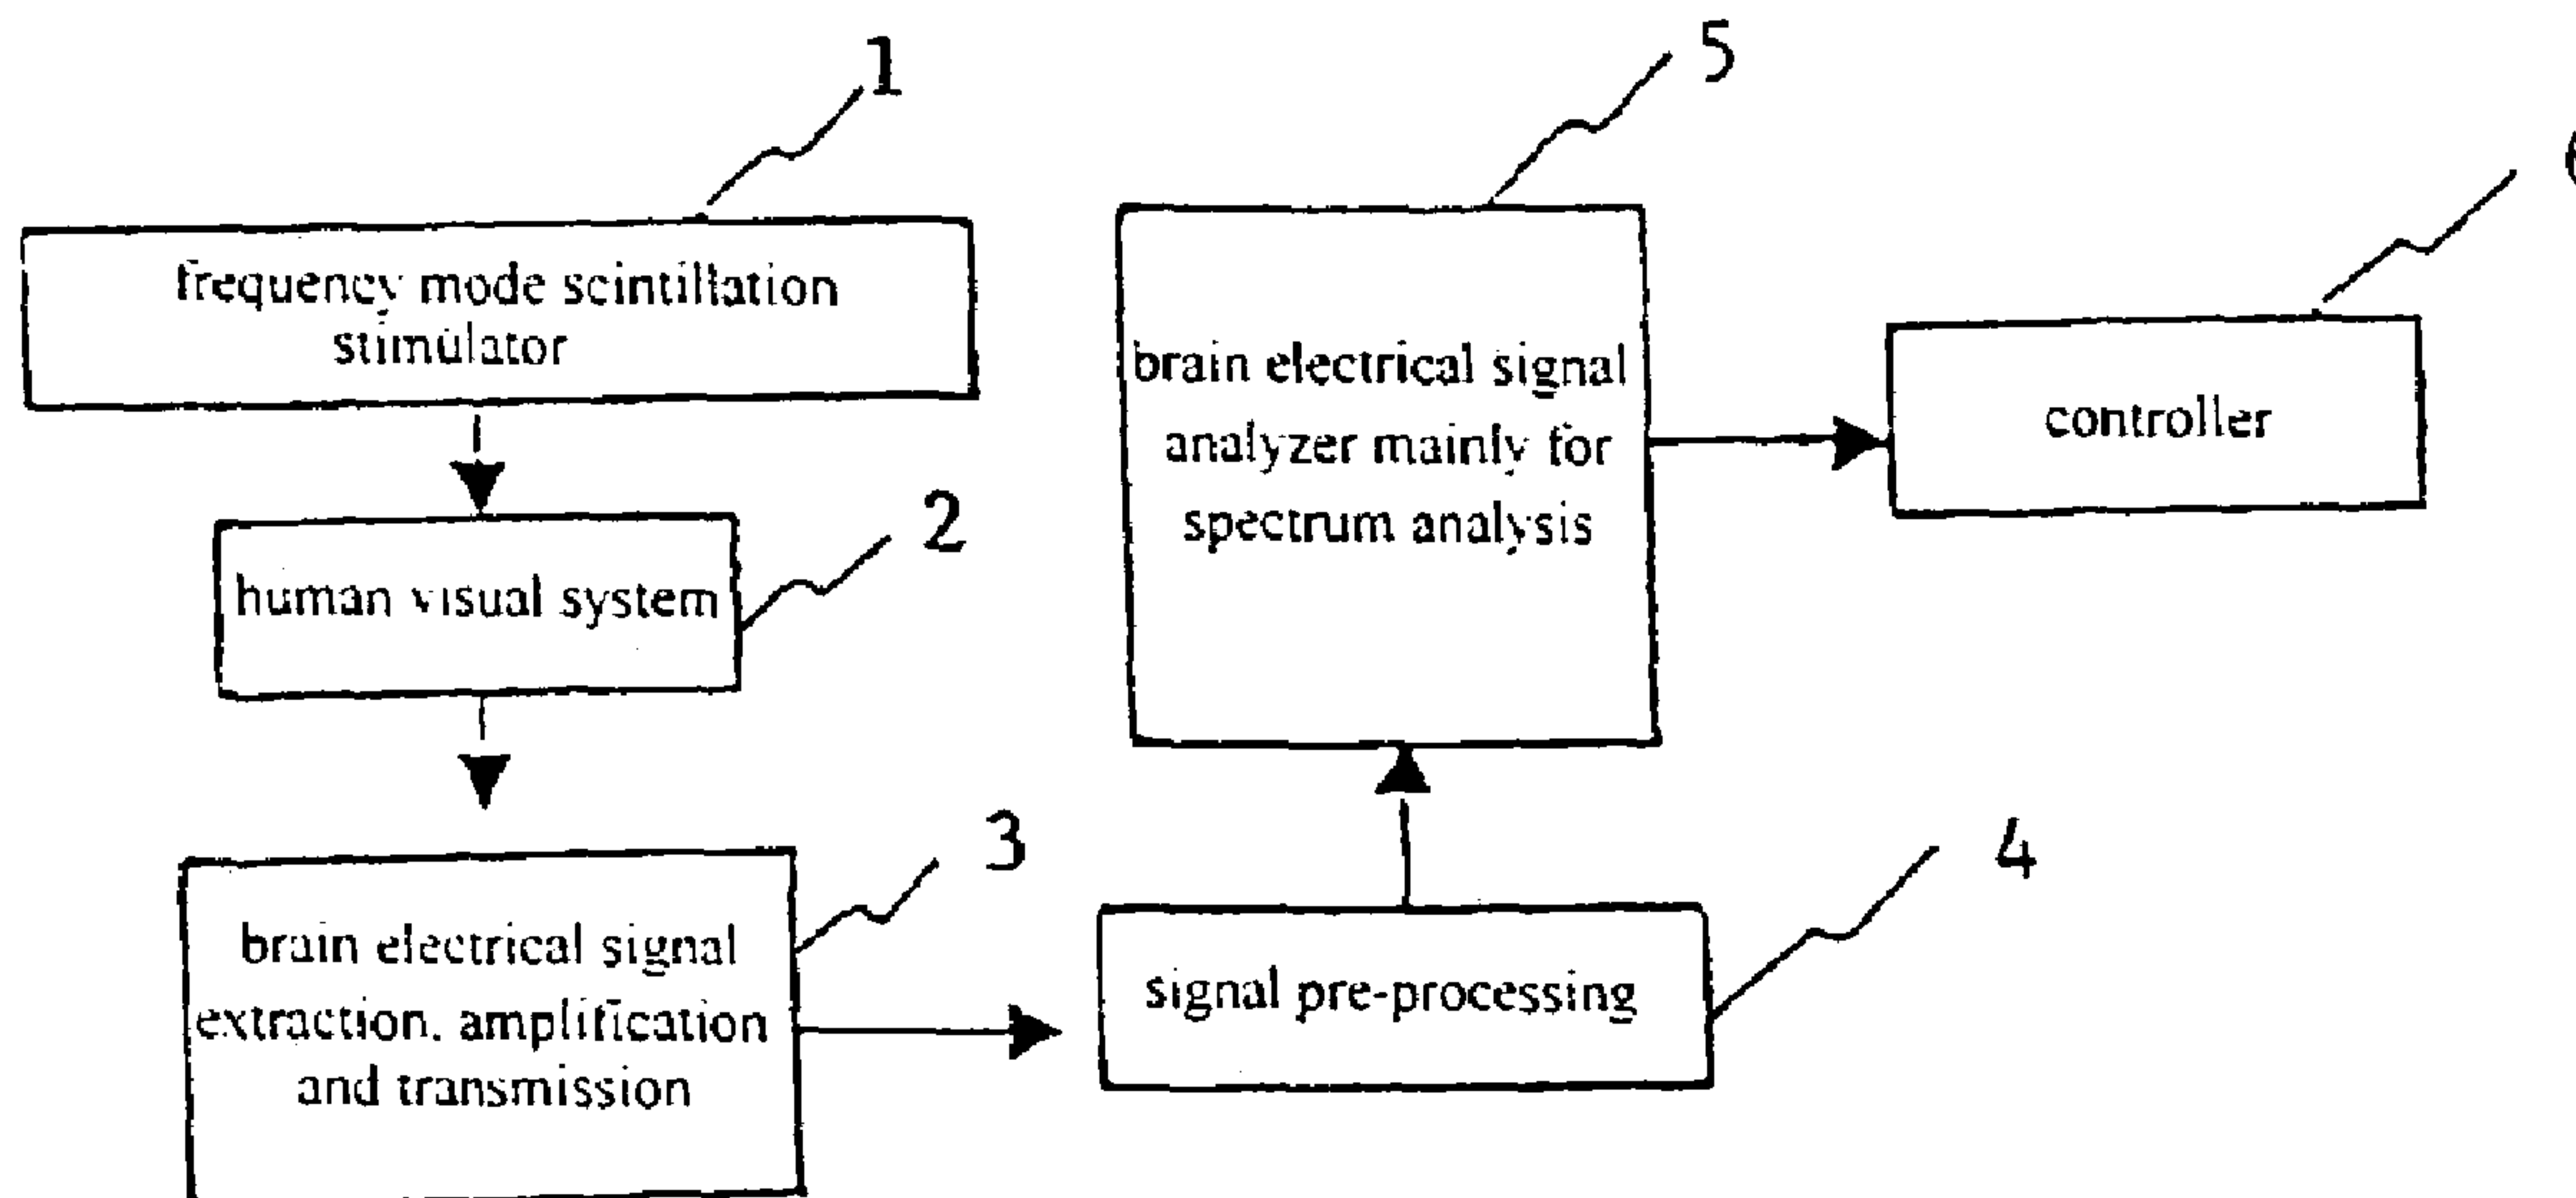 1
frequency mode scintillation
stimulator
2
human visual system
3
brain electrical signal
extraction, amplification
and transmission
4
signal pre-processing
5
brain electrical signal
analyzer mainly for
spectrum analysis
6
controller